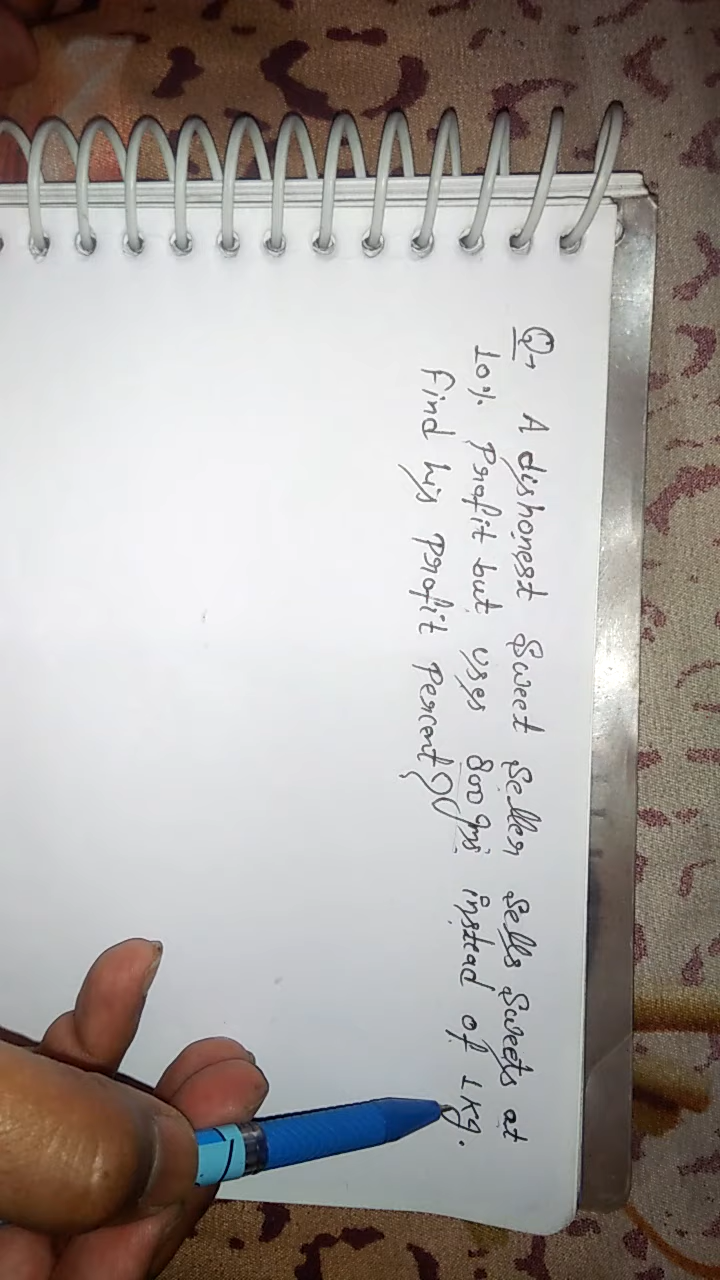 Q→ A dishonest Sweet Seller Sells Sweets at
10% Profit but uses 800 gms instead of 1 Kg.
find his profit Percent?